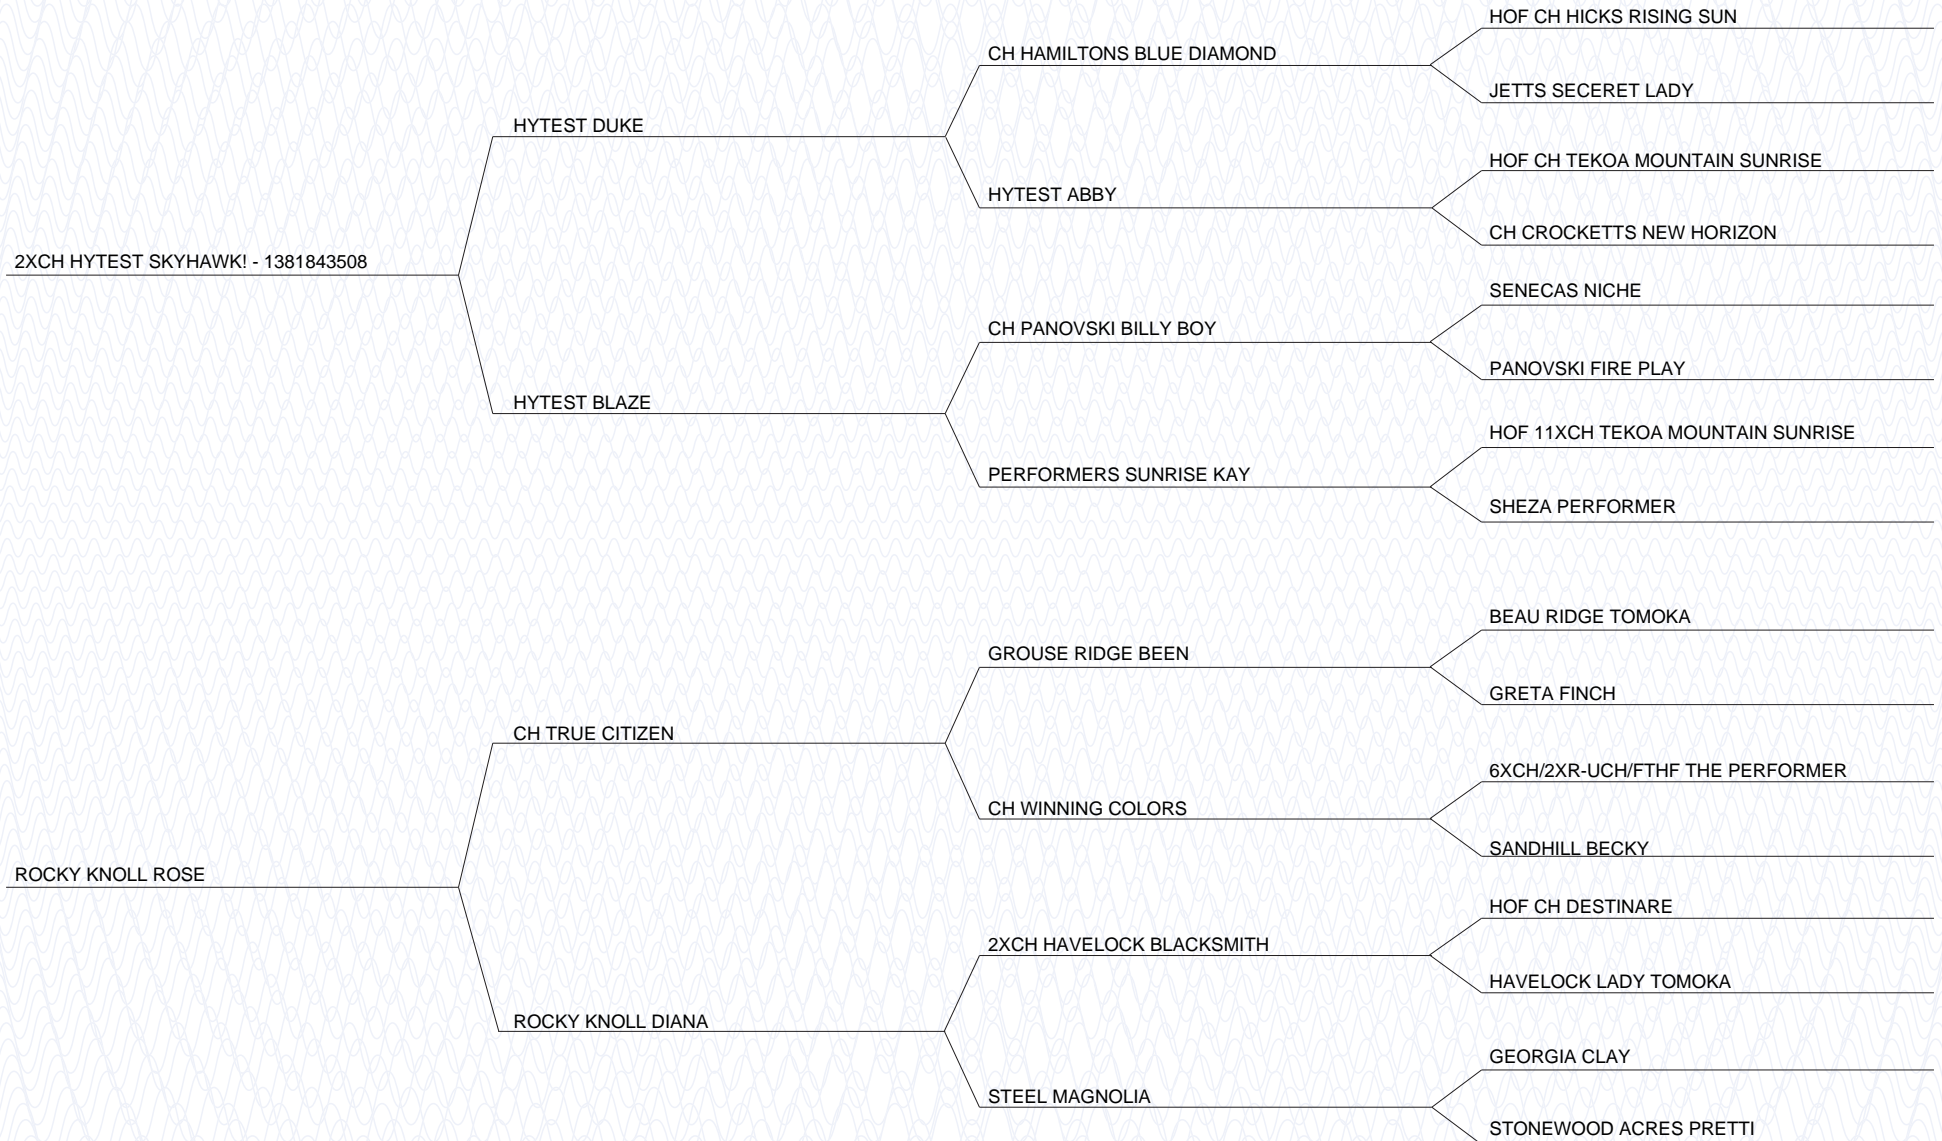 HOF CH HICKS RISING SUN
CH HAMILTONS BLUE DIAMOND
JETTS SECERET LADY
HYTEST DUKE
HOF CH TEKOA MOUNTAIN SUNRISE
HYTEST ABBY
CH CROCKETTS NEW HORIZON
2XCH HYTEST SKYHAWK! - 1381843508
SENECAS NICHE
CH PANOVSKI BILLY BOY
PANOVSKI FIRE PLAY
HYTEST BLAZE
HOF 11XCH TEKOA MOUNTAIN SUNRISE
PERFORMERS SUNRISE KAY
SHEZA PERFORMER
BEAU RIDGE TOMOKA
GROUSE RIDGE BEEN
GRETA FINCH
CH TRUE CITIZEN
6XCH/2XR-UCH/FTHF THE PERFORMER
CH WINNING COLORS
SANDHILL BECKY
ROCKY KNOLL ROSE
HOF CH DESTINARE
2XCH HAVELOCK BLACKSMITH
HAVELOCK LADY TOMOKA
ROCKY KNOLL DIANA
GEORGIA CLAY
STEEL MAGNOLIA
STONEWOOD ACRES PRETTI